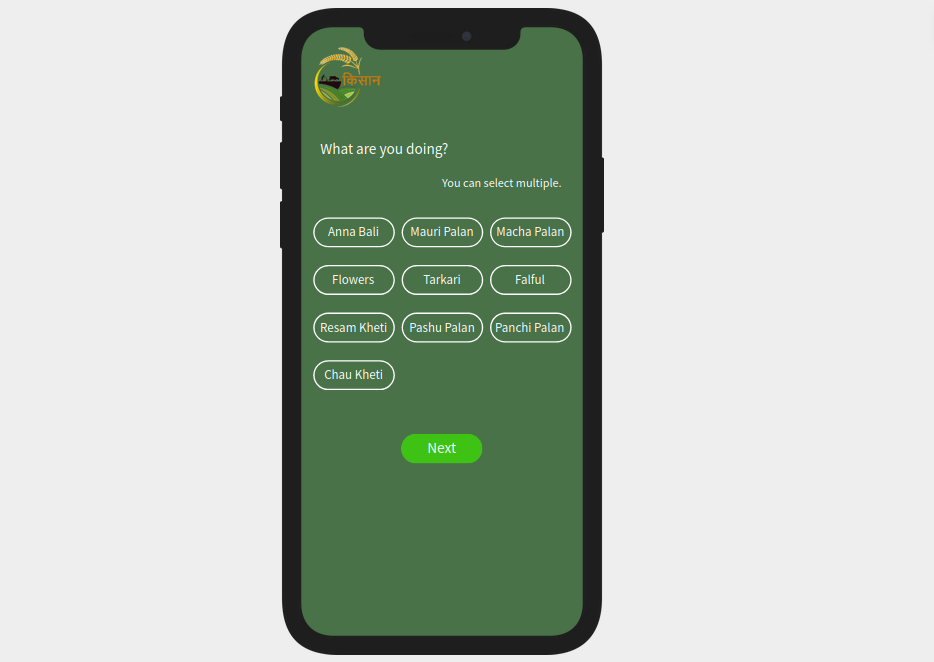 किसान
What are you doing?
You can select multiple.
Anna Bali Mauri Palan Macha Palan
Flowers Tarkari Falful
Resam Kheti Pashu Palan Panchi Palan
Chau Kheti
Next